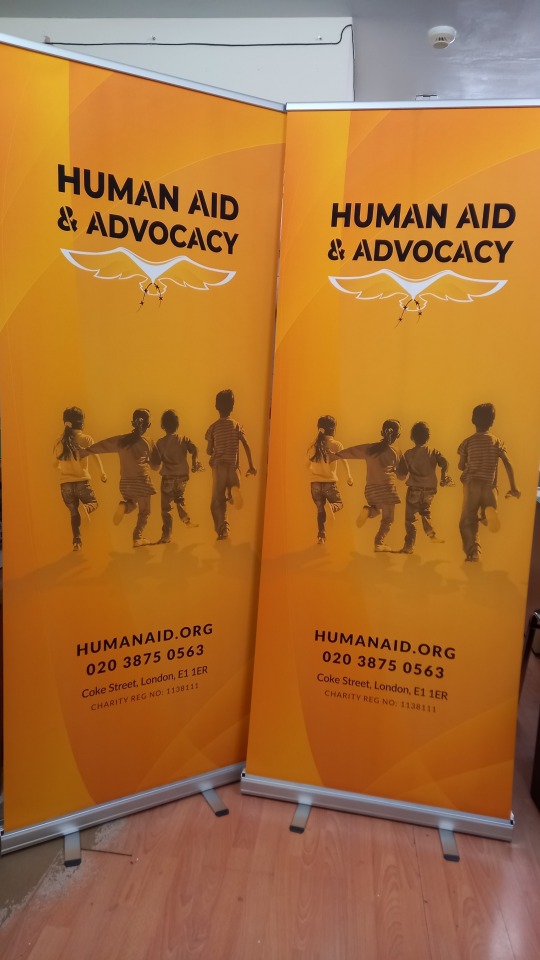 HUMAN AID
& ADVOCACY
HUMANAID.ORG
020 3875 0563
Coke Street, London, E1 1ER
CHARITY REG NO: 1138111
HUMAN AID
& ADVOCACY
HUMANAID.ORG
020 3875 0563
Coke Street, London, E1 1ER
CHARITY REG NO: 1138111